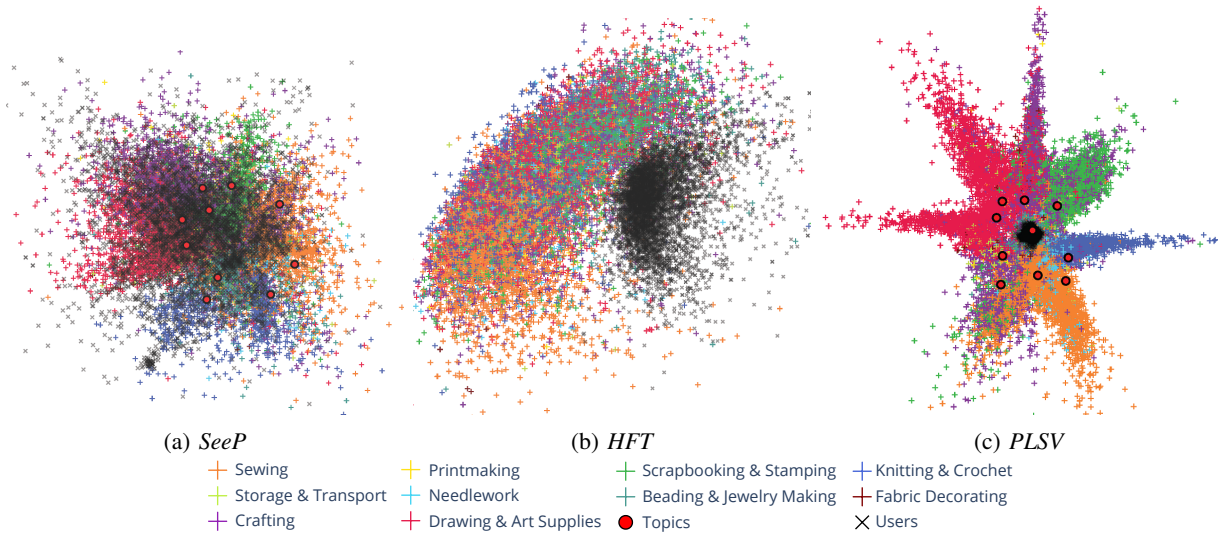 (a) SeeP
(b) HFT
(c) PLSV
Sewing
Printmaking
Scrapbooking & Stamping
Knitting & Crochet
Storage & Transport
Needlework
Beading & Jewelry Making
Fabric Decorating
Crafting
Drawing & Art Supplies
Topics
Users